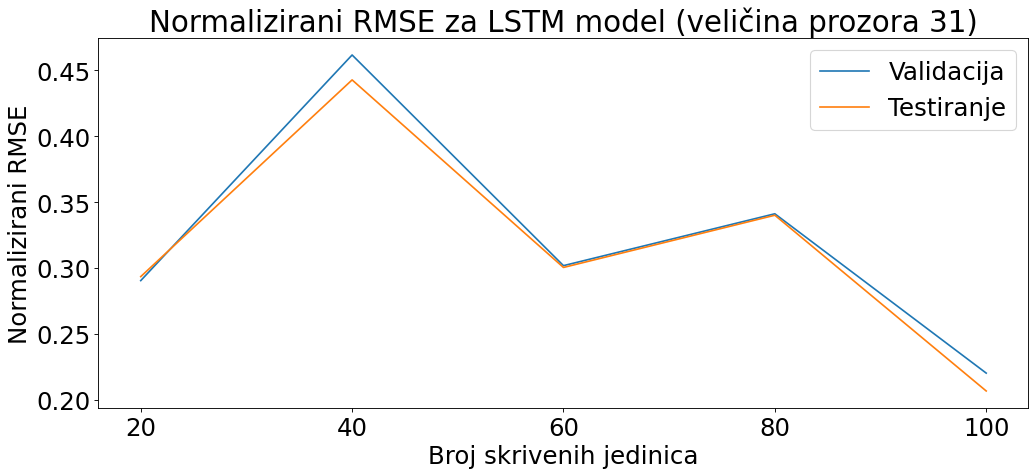 Normalizirani RMSE za LSTM model (veličina prozora 31)
Normalizirani RMSE
0.45
0.40
0.35
0.30
0.25
0.20
Validacija
Testiranje
20 40 60 80 100
Broj skrivenih jedinica